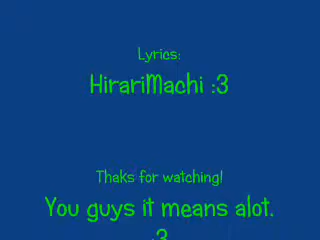 Lyrics:
HirariMachi :3
Thaks for watching!
You guys it means alot.
:3